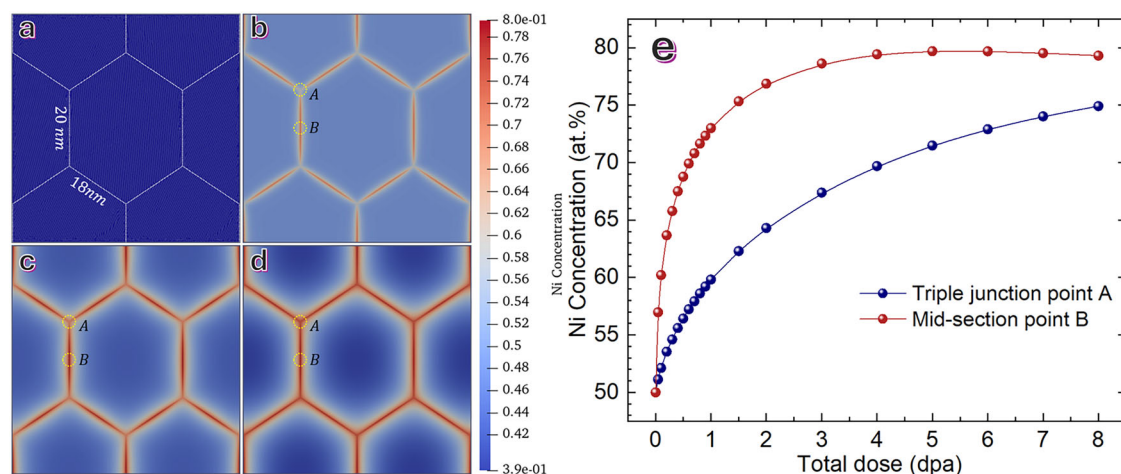 a
20 nm
18nm
b
A
B
c
A
B
d
A
B
8.0e-01
0.78
0.76
0.74
0.72
0.7
0.68
0.66
0.64
0.62
0.6
0.58
0.56
0.54
0.52
0.5
0.48
0.46
0.44
0.42
3.9e-01
Ni Concentration
e
Ni Concentration (at.%)
80
75
70
65
60
55
50
Triple junction point A
Mid-section point B
0 1 2 3 4 5 6 7 8
Total dose (dpa)